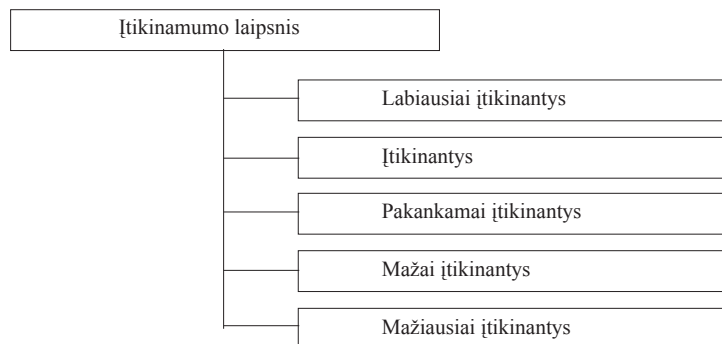 Įtikinamumo laipsnis
Labiausiai įtikinantys
Įtikinantys
Pakankamai įtikinantys
Mažai įtikinantys
Mažiausiai įtikinantys